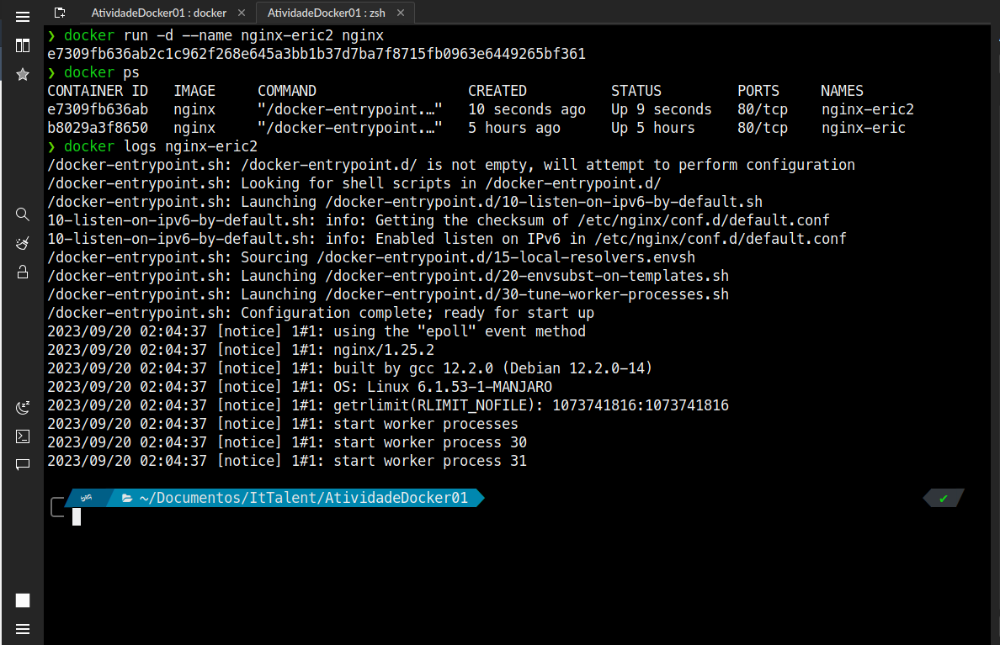 AtividadeDocker01 : docker
AtividadeDocker01 : zsh
❯ docker run -d --name nginx-eric2 nginx
e7309fb636ab2c1c962f268e645a3bb1b37d7ba7f8715fb0963e6449265bf361
❯ docker ps
CONTAINER ID   IMAGE     COMMAND                  CREATED          STATUS         PORTS     NAMES
e7309fb636ab   nginx     "/docker-entrypoint.…"   10 seconds ago   Up 9 seconds   80/tcp    nginx-eric2
b8029a3f8650   nginx     "/docker-entrypoint.…"   5 hours ago      Up 5 hours     80/tcp    nginx-eric
❯ docker logs nginx-eric2
/docker-entrypoint.sh: /docker-entrypoint.d/ is not empty, will attempt to perform configuration
/docker-entrypoint.sh: Looking for shell scripts in /docker-entrypoint.d/
/docker-entrypoint.sh: Launching /docker-entrypoint.d/10-listen-on-ipv6-by-default.sh
10-listen-on-ipv6-by-default.sh: info: Getting the checksum of /etc/nginx/conf.d/default.conf
10-listen-on-ipv6-by-default.sh: info: Enabled listen on IPv6 in /etc/nginx/conf.d/default.conf
/docker-entrypoint.sh: Sourcing /docker-entrypoint.d/15-local-resolvers.envsh
/docker-entrypoint.sh: Launching /docker-entrypoint.d/20-envsubst-on-templates.sh
/docker-entrypoint.sh: Launching /docker-entrypoint.d/30-tune-worker-processes.sh
/docker-entrypoint.sh: Configuration complete; ready for start up
2023/09/20 02:04:37 [notice] 1#1: using the "epoll" event method
2023/09/20 02:04:37 [notice] 1#1: nginx/1.25.2
2023/09/20 02:04:37 [notice] 1#1: built by gcc 12.2.0 (Debian 12.2.0-14)
2023/09/20 02:04:37 [notice] 1#1: OS: Linux 6.1.53-1-MANJARO
2023/09/20 02:04:37 [notice] 1#1: getrlimit(RLIMIT_NOFILE): 1073741816:1073741816
2023/09/20 02:04:37 [notice] 1#1: start worker processes
2023/09/20 02:04:37 [notice] 1#1: start worker process 30
2023/09/20 02:04:37 [notice] 1#1: start worker process 31
big ~/Documentos/ItTalent/AtividadeDocker01 ✔